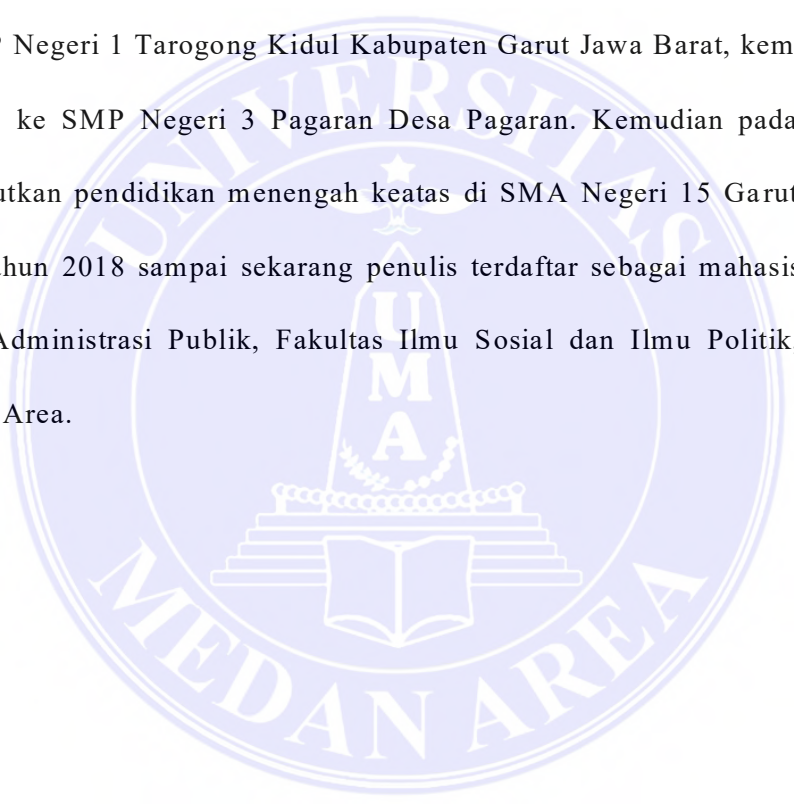 Negeri 1 Tarogong Kidul Kabupaten Garut Jawa Barat, kem
ke SMP Negeri 3 Pagaran Desa Pagaran. Kemudian pada
utkan pendidikan menengah keatas di SMA Negeri 15 Garut
ahun 2018 sampai sekarang penulis terdaftar sebagai mahasis
Administrasi Publik, Fakultas Ilmu Sosial dan Ilmu Politik
Area.
UNIVERSITAS
UMA
MEDAN AREA